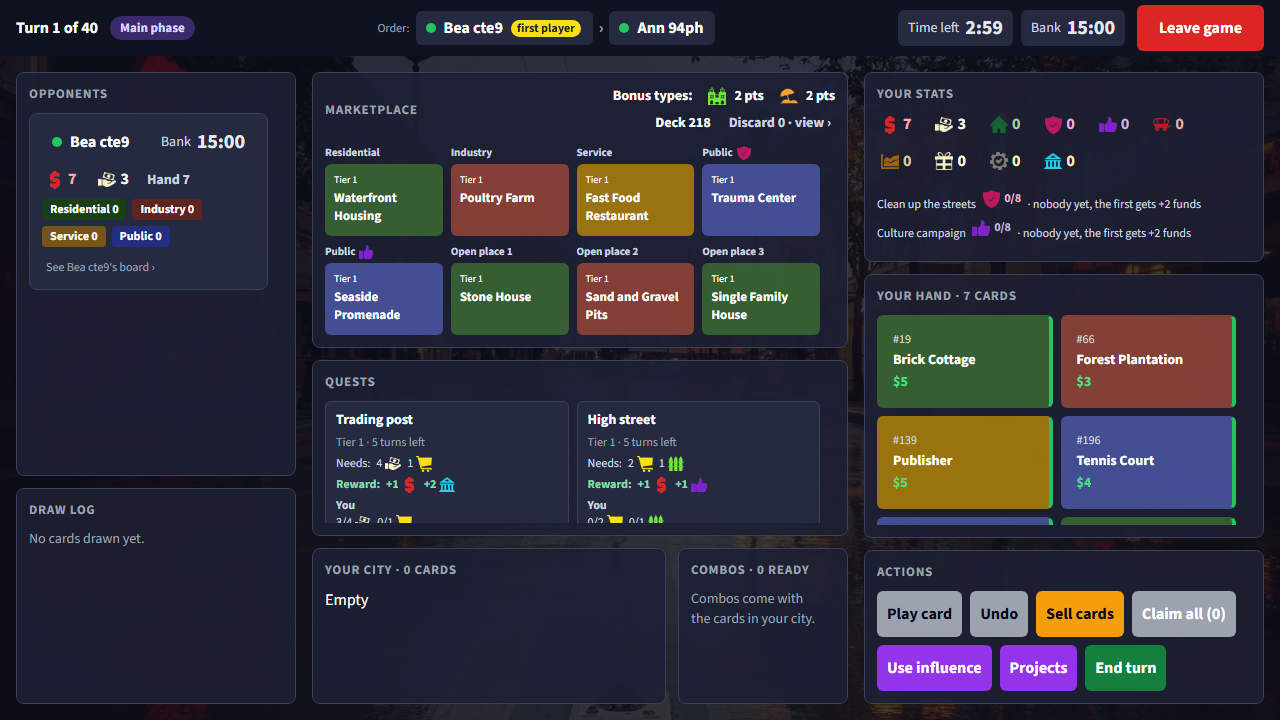 Turn 1 of 40 Main phase
Order: Bea cte9 first player › Ann 94ph
Time left 2:59 Bank 15:00 Leave game
OPPONENTS
Bea cte9 Bank 15:00
7 3 Hand 7
Residential 0 Industry 0
Service 0 Public 0
See Bea cte9's board ›
DRAW LOG
No cards drawn yet.
MARKETPLACE
Bonus types: 2 pts 2 pts
Deck 218 Discard 0 · view ›
Residential Industry Service Public
Tier 1 Tier 1 Tier 1 Tier 1
Waterfront Poultry Farm Fast Food Trauma Center
Housing Restaurant
Public Open place 1 Open place 2 Open place 3
Tier 1 Tier 1 Tier 1 Tier 1
Seaside Stone House Sand and Gravel Single Family
Promenade Pits House
QUESTS
Trading post High street
Tier 1 · 5 turns left Tier 1 · 5 turns left
Needs: 4 1 Needs: 2 1
Reward: +1 +2 Reward: +1 +1
You You
3/4 0/1 0/2 0/1
YOUR CITY · 0 CARDS
Empty
COMBOS · 0 READY
Combos come with
the cards in your city.
YOUR STATS
7 3 0 0 0 0
0 0 0 0
Clean up the streets 0/8 · nobody yet, the first gets +2 funds
Culture campaign 0/8 · nobody yet, the first gets +2 funds
YOUR HAND · 7 CARDS
#19 #66
Brick Cottage Forest Plantation
$5 $3
#139 #196
Publisher Tennis Court
$5 $4
ACTIONS
Play card Undo Sell cards Claim all (0)
Use influence Projects End turn